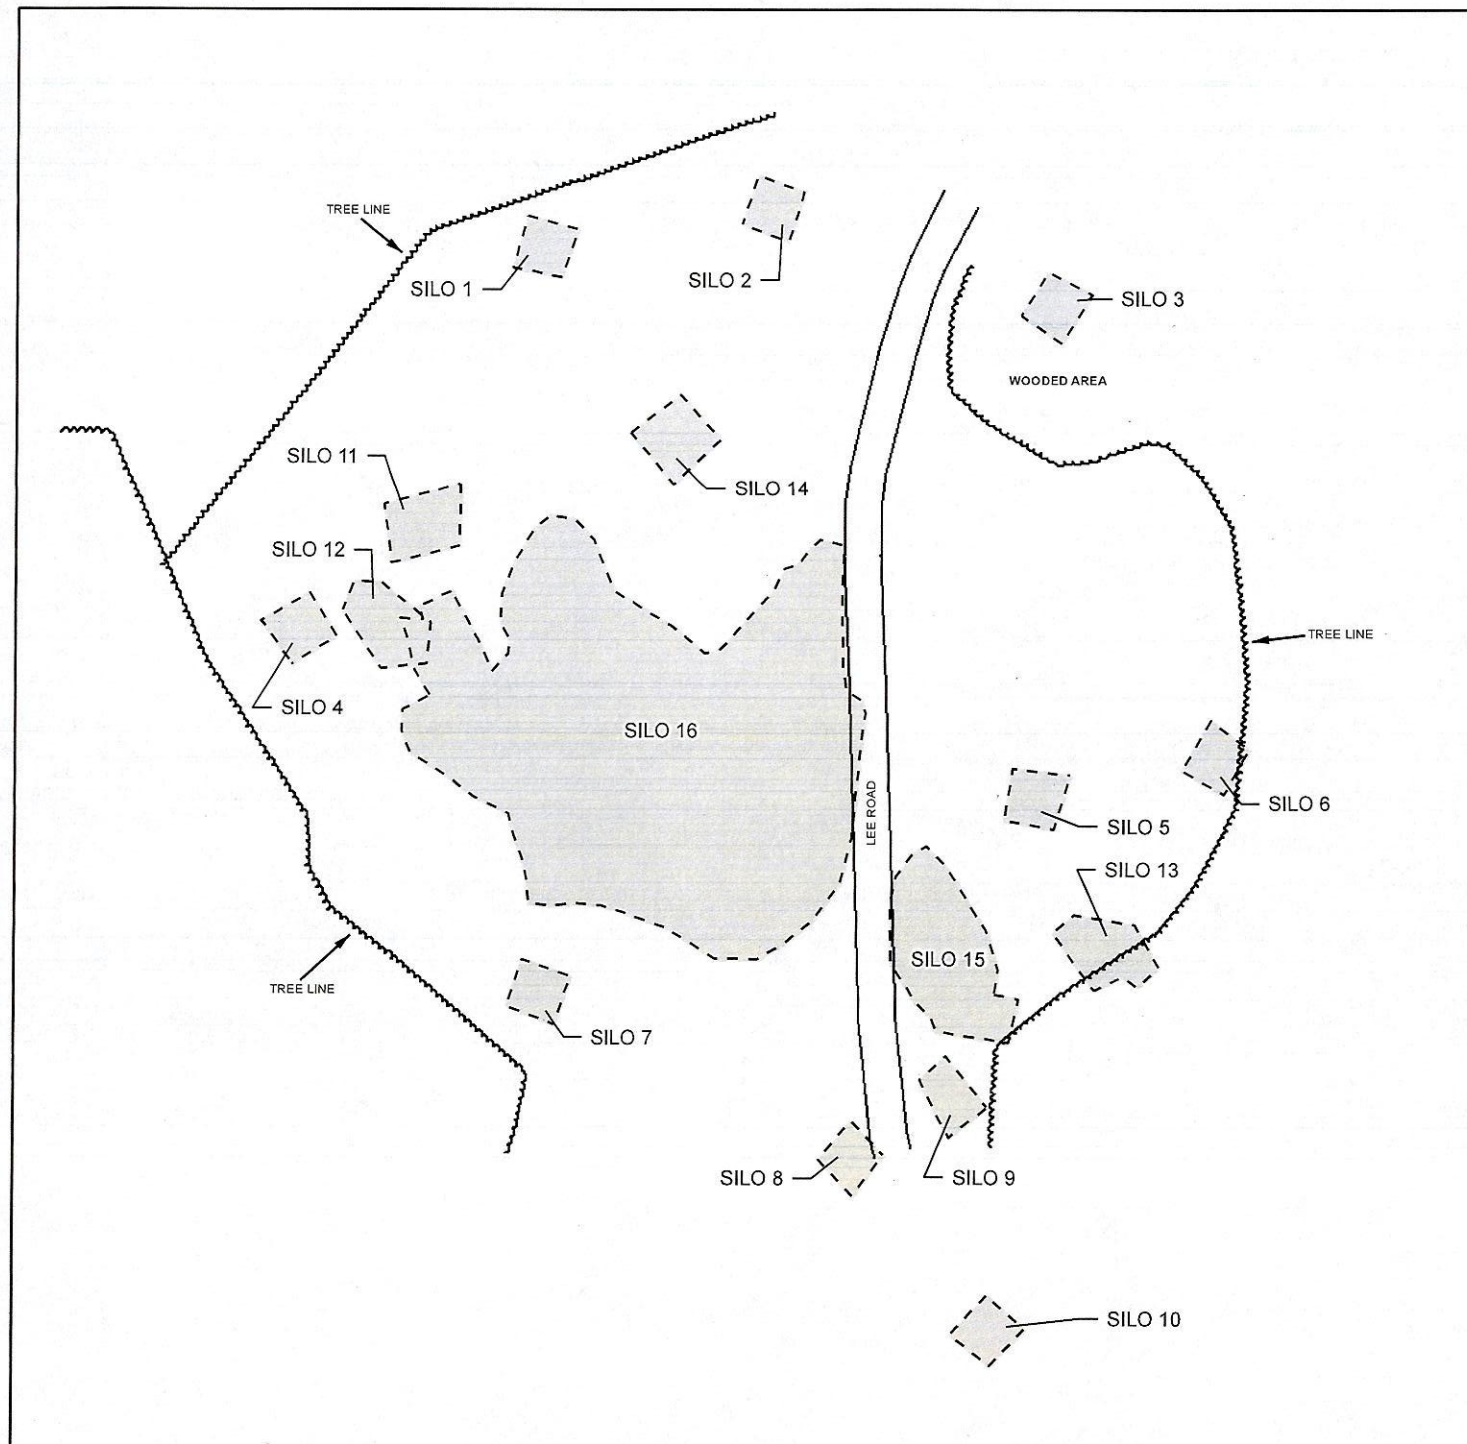 TREE LINE
SILO 1
SILO 2
SILO 3
WOODED AREA
SILO 11
SILO 14
SILO 12
TREE LINE
SILO 4
SILO 16
LEE ROAD
SILO 6
SILO 5
SILO 13
SILO 15
TREE LINE
SILO 7
SILO 8
SILO 9
SILO 10